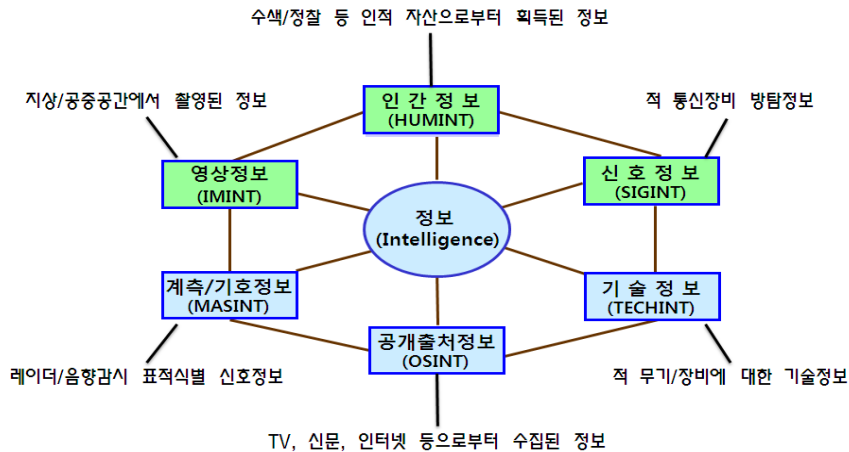 수색/정찰 등 인적 자산으로부터 획득된 정보
지상/공중공간에서 촬영된 정보
인 간 정 보
(HUMINT)
적 통신장비 방탐정보
영상정보
(IMINT)
신 호 정 보
(SIGINT)
정보
(Intelligence)
계측/기호정보
(MASINT)
기 술 정 보
(TECHINT)
공개출처정보
(OSINT)
레이더/음향감시 표적식별 신호정보
적 무기/장비에 대한 기술정보
TV, 신문, 인터넷 등으로부터 수집된 정보